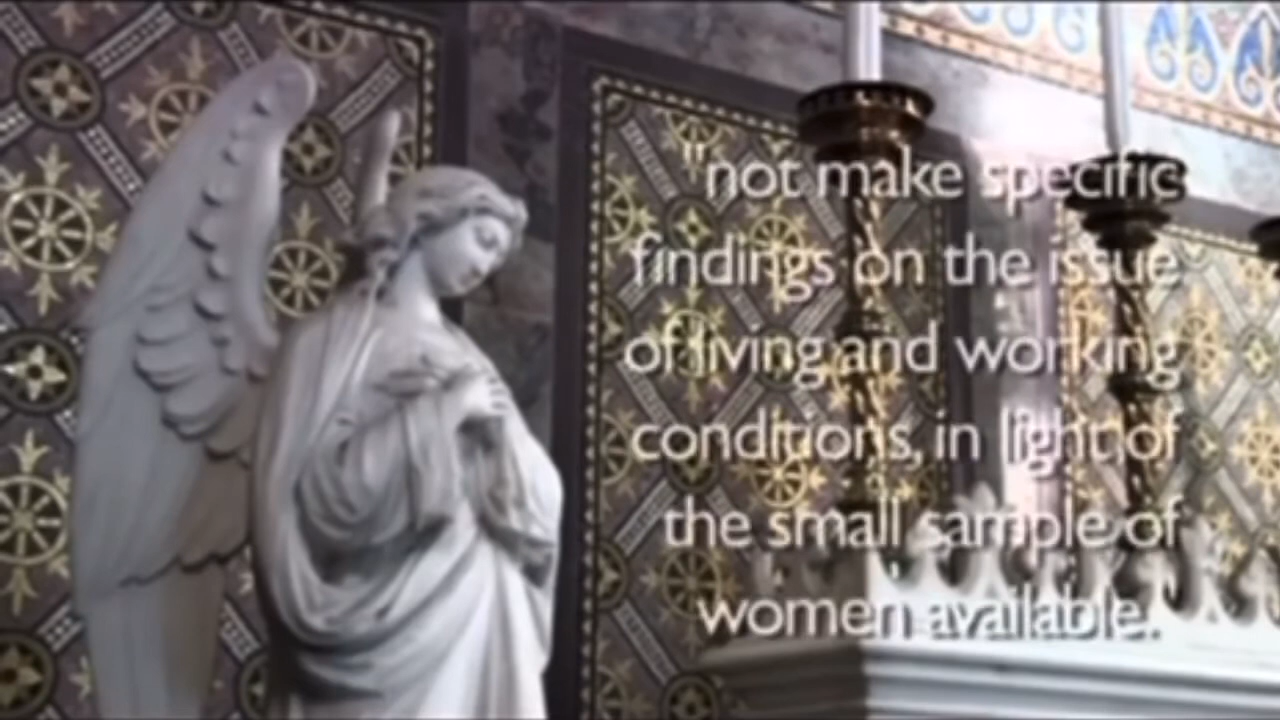 "not make specific
findings on the issue
of living and working
conditions, in light of
the small sample of
women available.